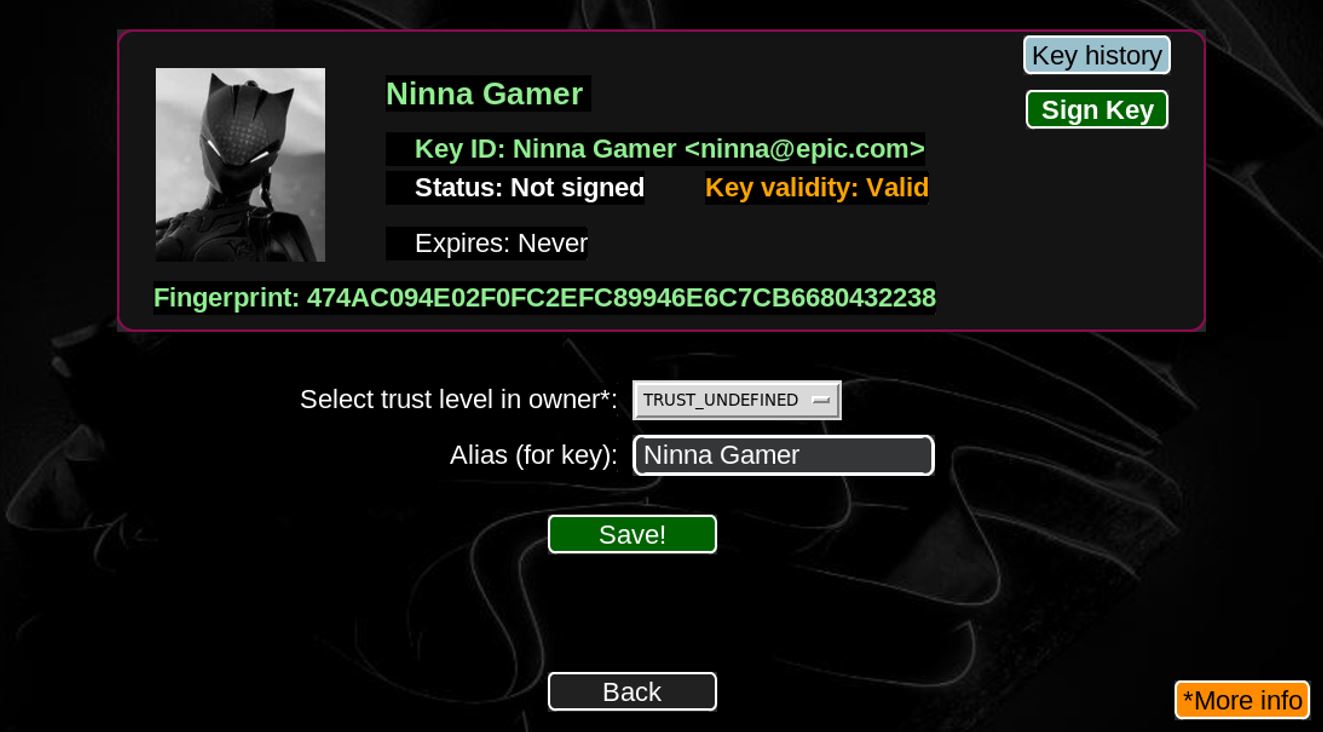 Key history
Ninna Gamer
Sign Key
Key ID: Ninna Gamer <ninna@epic.com>
Status: Not signed Key validity: Valid
Expires: Never
Fingerprint: 474AC094E02F0FC2EFC89946E6C7CB6680432238
Select trust level in owner*: TRUST_UNDEFINED
Alias (for key): Ninna Gamer
Save!
Back
*More info